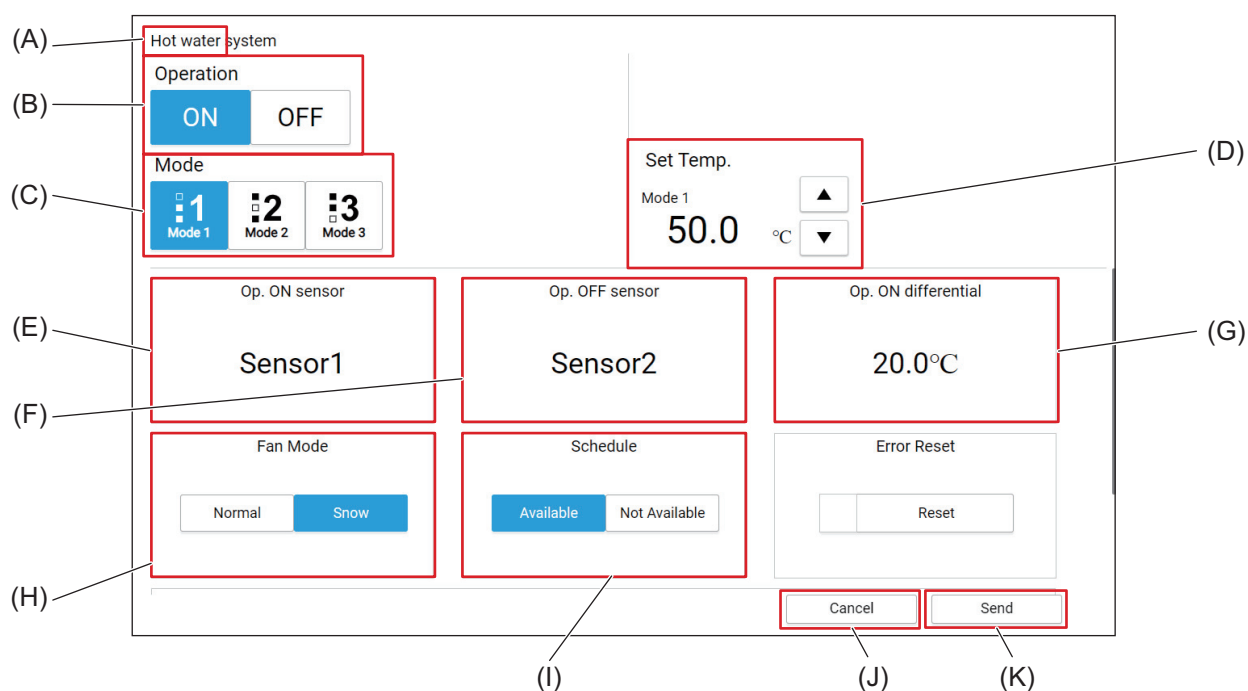 (A)
Hot water system
Operation
(B)
ON
OFF
Mode
Set Temp.
(D)
(C)
1
2
3
Mode 1
Mode 2
Mode 3
Mode 1
▲
50.0 °C
▼
Op. ON sensor
Op. OFF sensor
Op. ON differential
(E)
(G)
Sensor1
Sensor2
20.0°C
(F)
Fan Mode
Schedule
Error Reset
Normal
Snow
Available
Not Available
Reset
(H)
Cancel
Send
(I)
(J)
(K)